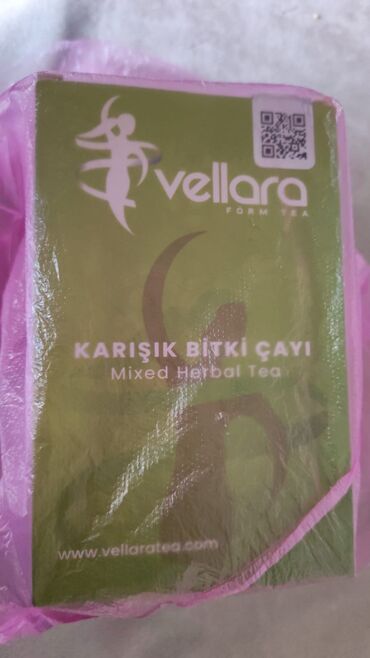 vellara
FORM TEA
KARIŞIK BİTKİ ÇAYI
Mixed Herbal Tea
www.vellaratea.com